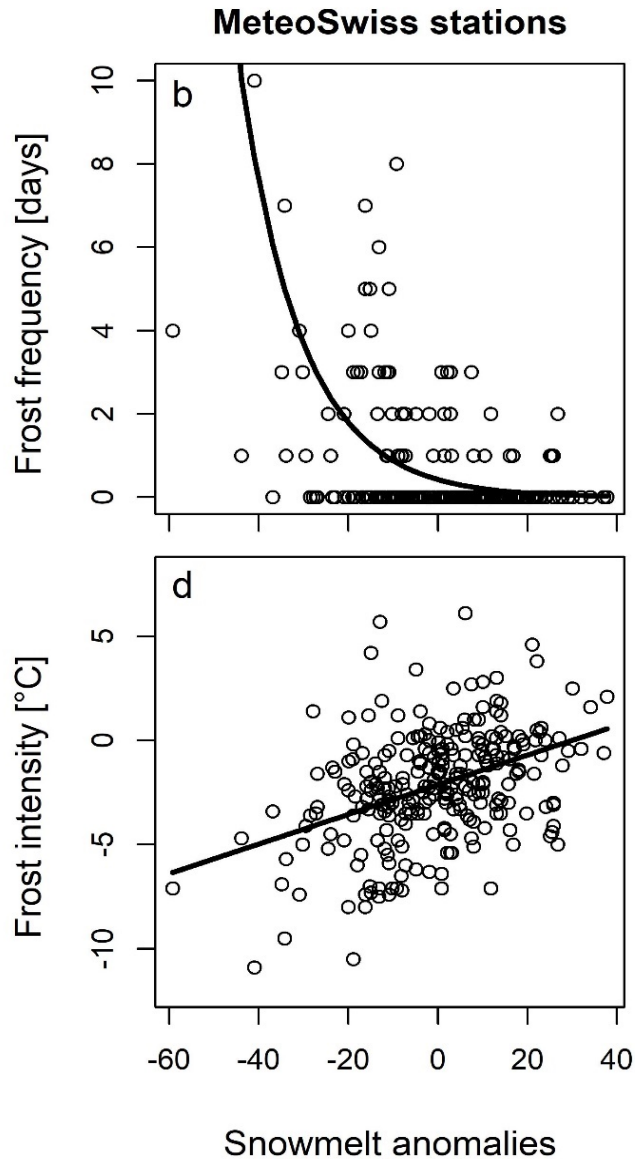 MeteoSwiss stations
b
Frost frequency [days]
10
8
6
4
2
0
d
Frost intensity [°C]
5
0
-5
-10
-60 -40 -20 0 20 40
Snowmelt anomalies